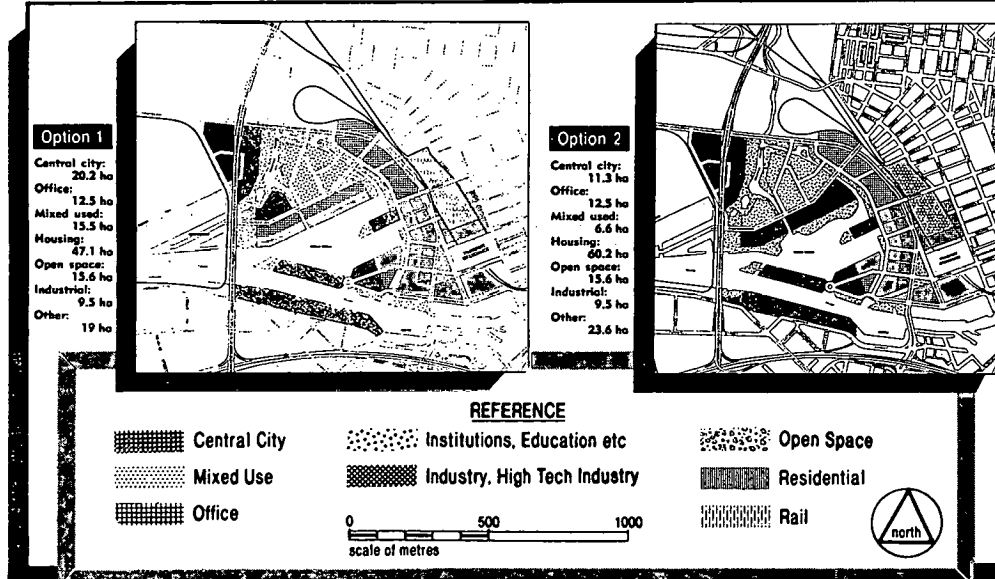 Option 1
Central city:
20.2 ha
Office:
12.5 ha
Mixed used:
15.5 ha
Housing:
47.1 ha
Open space:
15.6 ha
Industrial:
9.5 ha
Other:
19 ha
Option 2
Central city:
11.3 ha
Office:
12.5 ha
Mixed used:
6.6 ha
Housing:
60.2 ha
Open space:
15.6 ha
Industrial:
9.5 ha
Other:
23.6 ha
REFERENCE
Central City
Mixed Use
Office
Institutions, Education etc
Industry, High Tech Industry
Open Space
Residential
Rail
0 500 1000
scale of metres
north